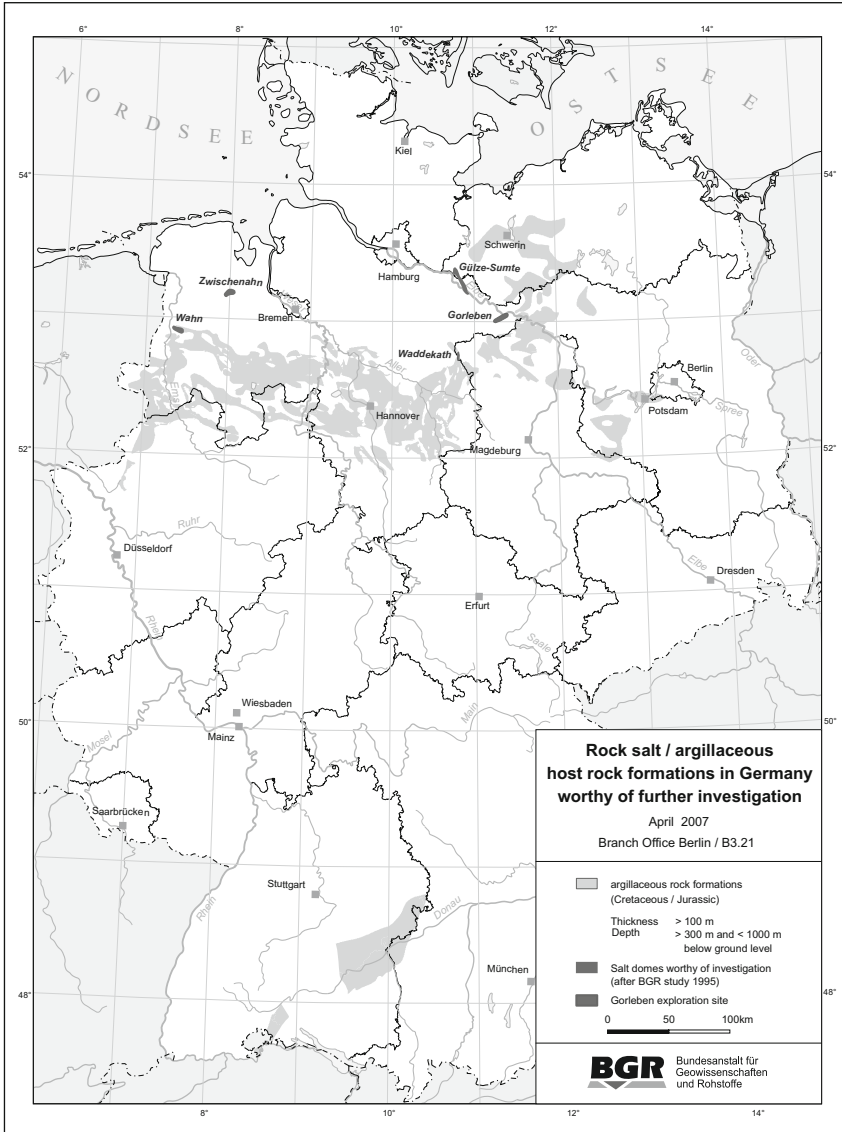 6°
8°
10°
12°
14°
NORDSEE
OSTSEE
Kiel
54°
54°
Schwerin
Hamburg
Gülze-Sumte
Zwischenahn
Bremen
Gorleben
Wahn
Waddekath
Aller
Ems
Berlin
Oder
Hannover
Potsdam
Spree
52°
Magdeburg
52°
Ruhr
Düsseldorf
Elbe
Dresden
Erfurt
Rhein
Saale
Wiesbaden
Main
50°
Mainz
50°
Mosel
Saarbrücken
Stuttgart
Rhein
Donau
München
48°
48°
Rock salt / argillaceous
host rock formations in Germany
worthy of further investigation
April 2007
Branch Office Berlin / B3.21
argillaceous rock formations
(Cretaceous / Jurassic)
Thickness > 100 m
Depth > 300 m and < 1000 m
below ground level
Salt domes worthy of investigation
(after BGR study 1995)
Gorleben exploration site
0 50 100km
BGR
Bundesanstalt für
Geowissenschaften
und Rohstoffe
8°
10°
12°
14°